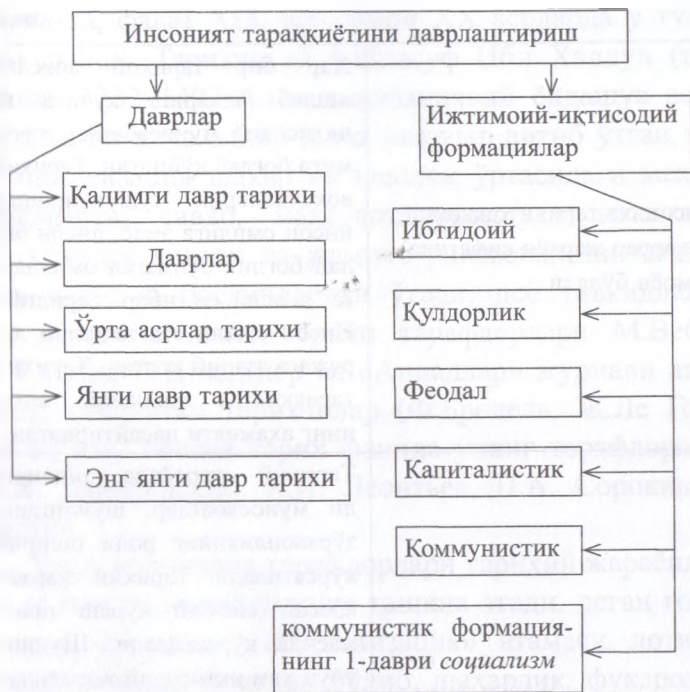 Инсоният тараққиётини даврлаштириш
Даврлар
Қадимги давр тарихи
Даврлар
Ўрта асрлар тарихи
Янги давр тарихи
Энг янги давр тарихи
Ижтимоий-иқтисодий
формациялар
Ибтидоий
Қулдорлик
Феодал
Капиталистик
Коммунистик
коммунистик формация-
нинг 1-даври социализм